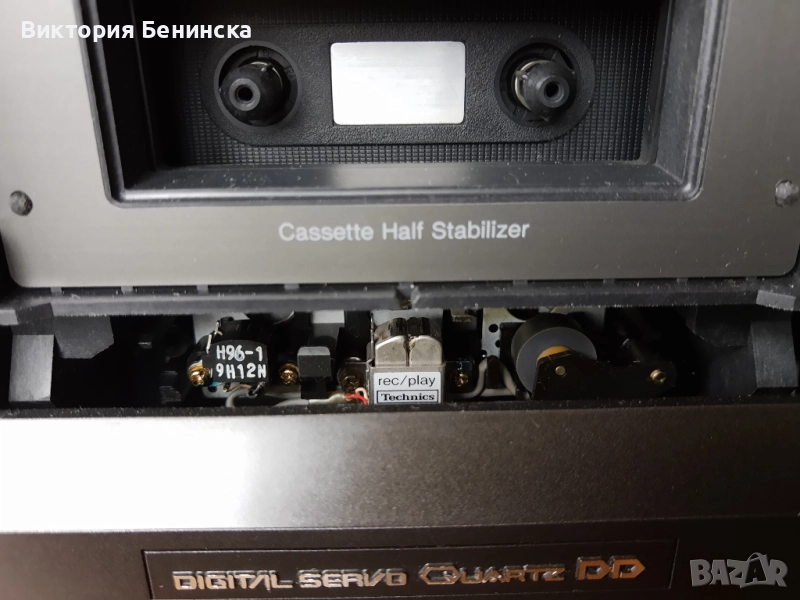 Виктория Бенинска
Cassette Half Stabilizer
H96-1
9H12N
rec/play
Technics
DIGITAL SERVO QUARTZ DD
BAZAR